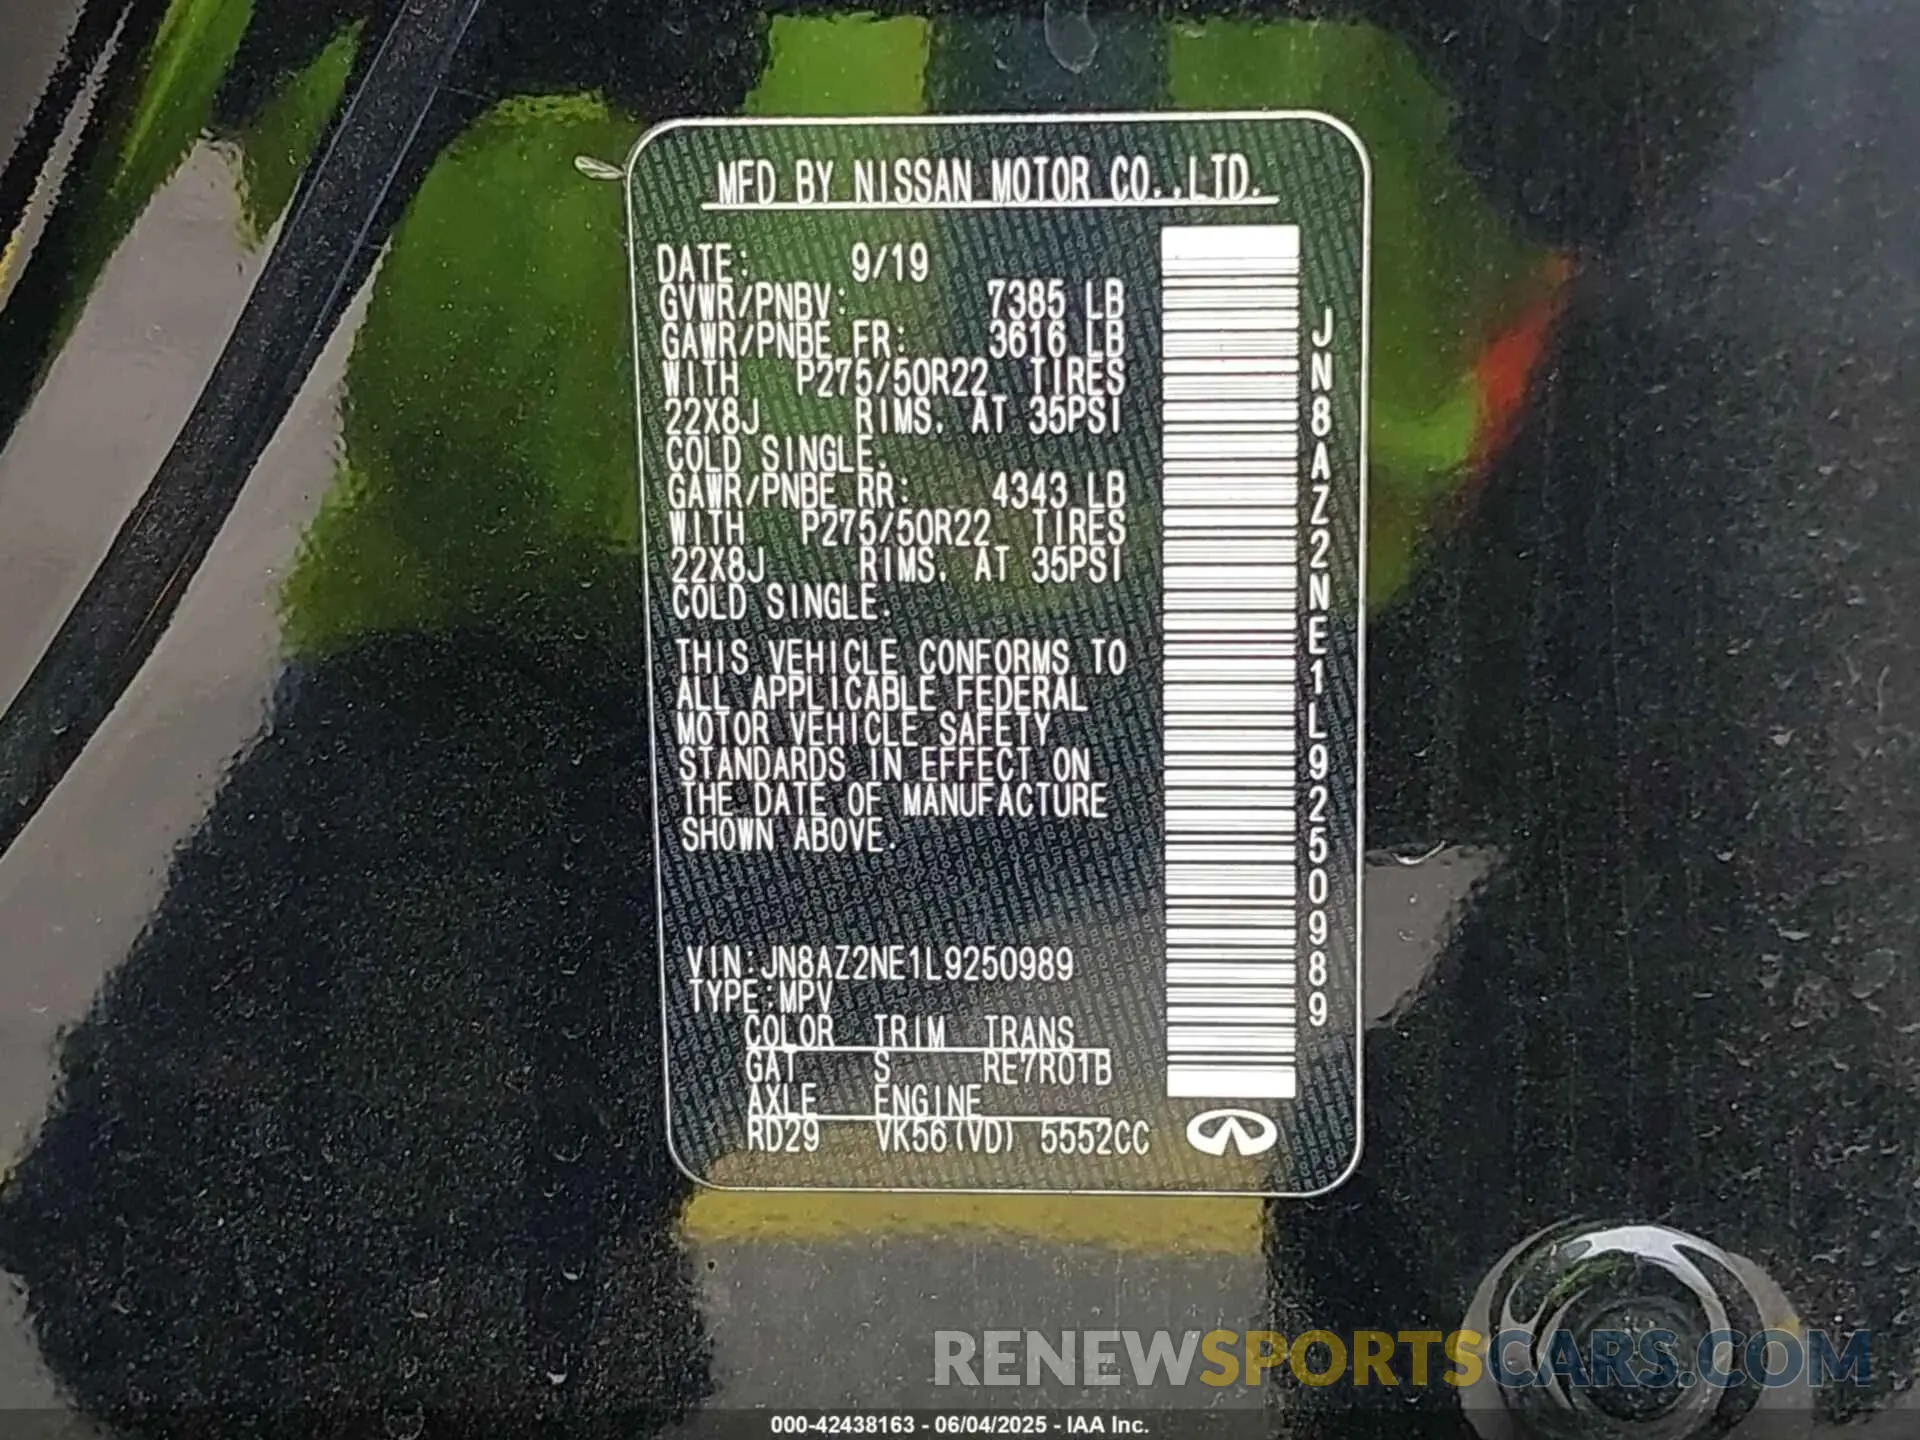 MFD BY NISSAN MOTOR CO.,LTD.
DATE: 9/19
GVWR/PNBV: 7385 LB
GAWR/PNBE FR: 3616 LB
WITH P275/50R22 TIRES
22X8J RIMS. AT 35PSI
COLD SINGLE.
GAWR/PNBE RR: 4343 LB
WITH P275/50R22 TIRES
22X8J RIMS. AT 35PSI
COLD SINGLE.
THIS VEHICLE CONFORMS TO
ALL APPLICABLE FEDERAL
MOTOR VEHICLE SAFETY
STANDARDS IN EFFECT ON
THE DATE OF MANUFACTURE
SHOWN ABOVE.
VIN:JN8AZ2NE1L9250989
TYPE:MPV
COLOR TRIM TRANS
GAT S RE7R01B
AXLE ENGINE
RD29 VK56(VD) 5552CC
JN8AZ2NE1L9250989
RENEWSPORTSCARS.COM
000-42438163 - 06/04/2025 - IAA Inc.